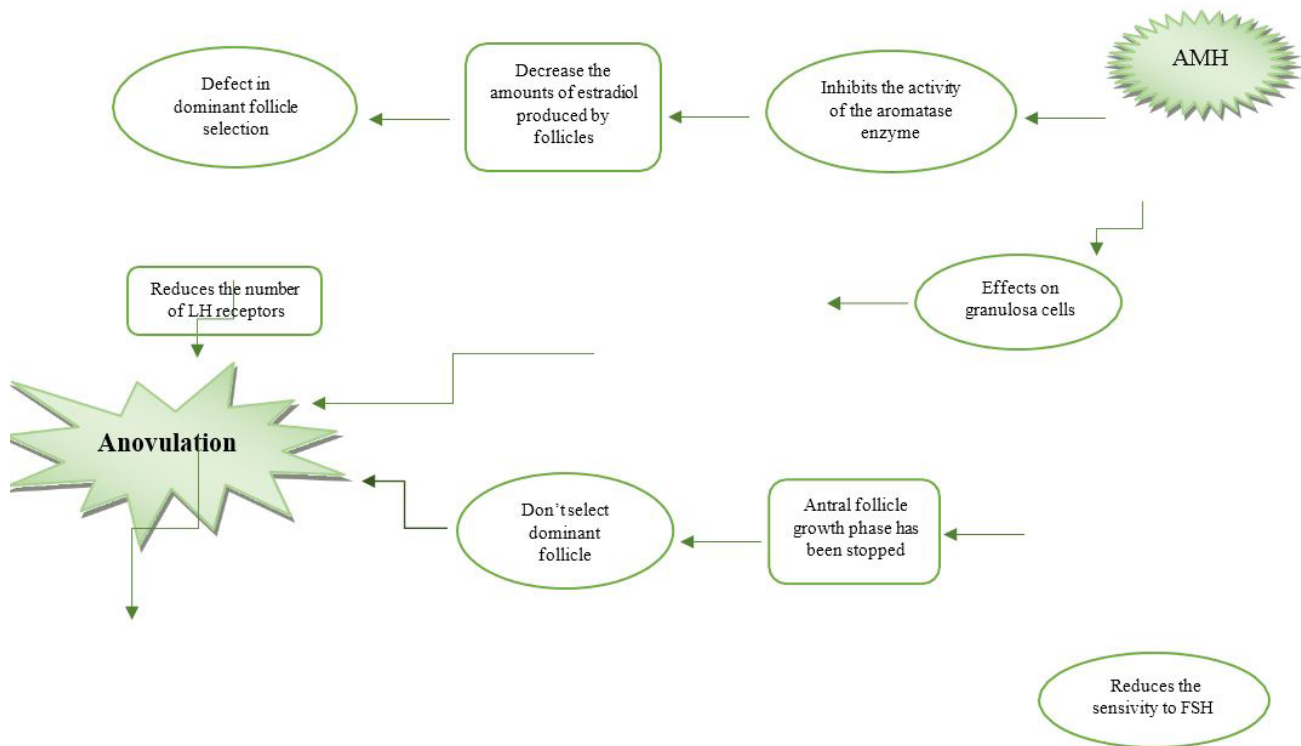 Defect in
dominant follicle
selection
Decrease the
amounts of estradiol
produced by
follicles
Inhibits the activity
of the aromatase
enzyme
AMH
Reduces the number
of LH receptors
Effects on
granulosa cells
Anovulation
Don't select
dominant
follicle
Antral follicle
growth phase has
been stopped
Reduces the
sensivity to FSH